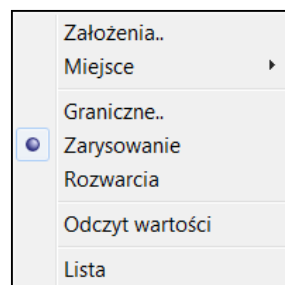 Założenia..
Miejsce
Graniczne..
Zarysowanie
Rozwarcia
Odczyt wartości
Lista